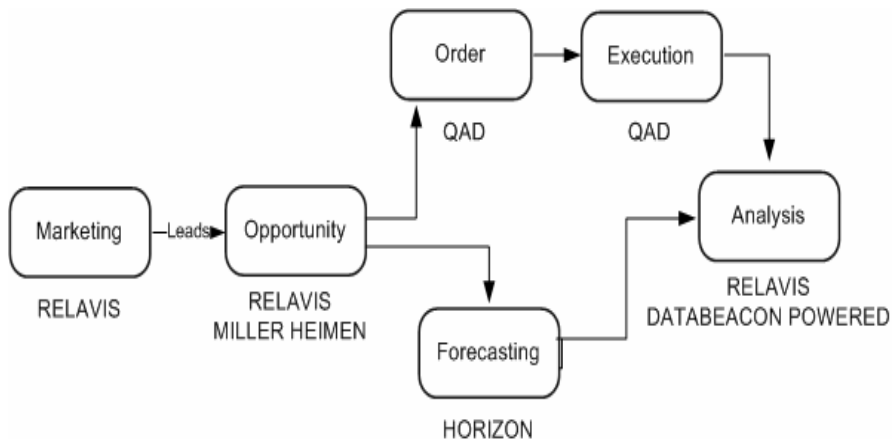 Order
Execution
QAD
QAD
Marketing
Leads
Opportunity
Analysis
RELAVIS
RELAVIS
MILLER HEIMEN
RELAVIS
DATABEACON POWERED
Forecasting
HORIZON